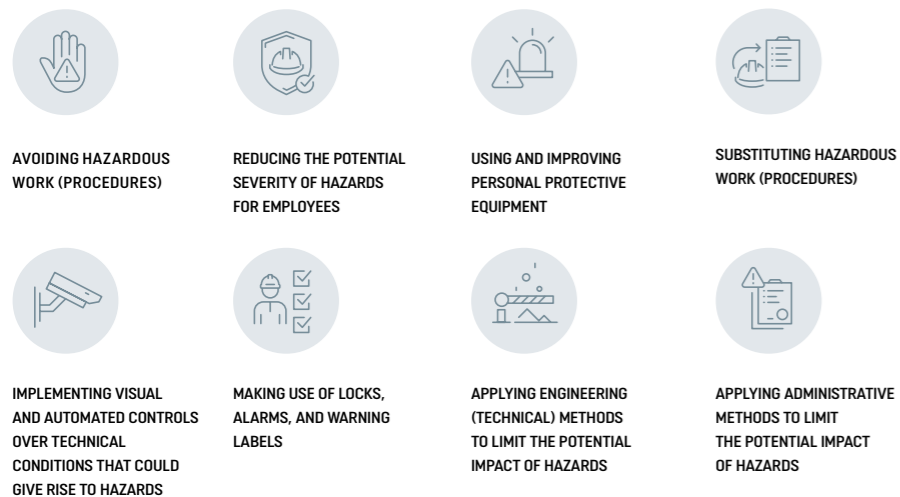 AVOIDING HAZARDOUS
WORK (PROCEDURES)
REDUCING THE POTENTIAL
SEVERITY OF HAZARDS
FOR EMPLOYEES
USING AND IMPROVING
PERSONAL PROTECTIVE
EQUIPMENT
SUBSTITUTING HAZARDOUS
WORK (PROCEDURES)
IMPLEMENTING VISUAL
AND AUTOMATED CONTROLS
OVER TECHNICAL
CONDITIONS THAT COULD
GIVE RISE TO HAZARDS
MAKING USE OF LOCKS,
ALARMS, AND WARNING
LABELS
APPLYING ENGINEERING
(TECHNICAL) METHODS
TO LIMIT THE POTENTIAL
IMPACT OF HAZARDS
APPLYING ADMINISTRATIVE
METHODS TO LIMIT
THE POTENTIAL IMPACT
OF HAZARDS